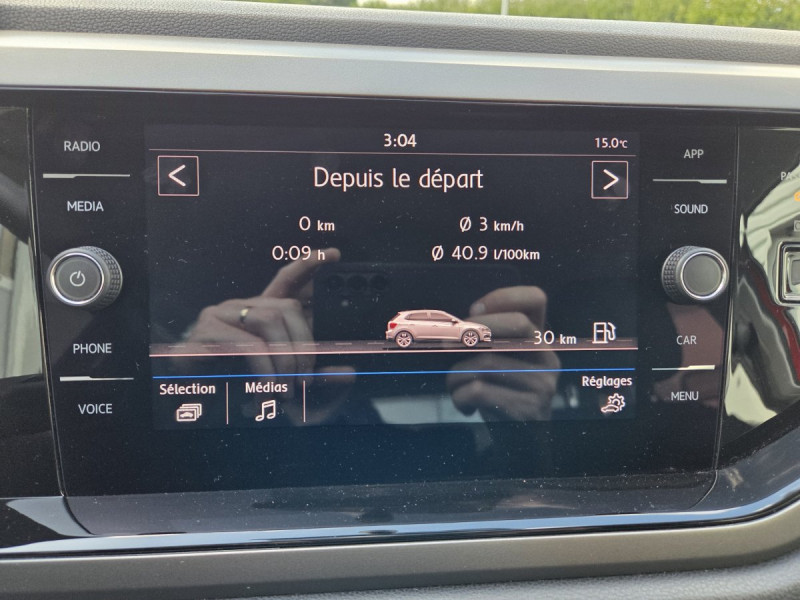 3:04
15.0°C
RADIO
APP
Depuis le départ
MEDIA
SOUND
0 km
Ø 3 km/h
0:09 h
Ø 40.9 l/100km
30 km
PHONE
CAR
Sélection
Médias
Réglages
VOICE
MENU